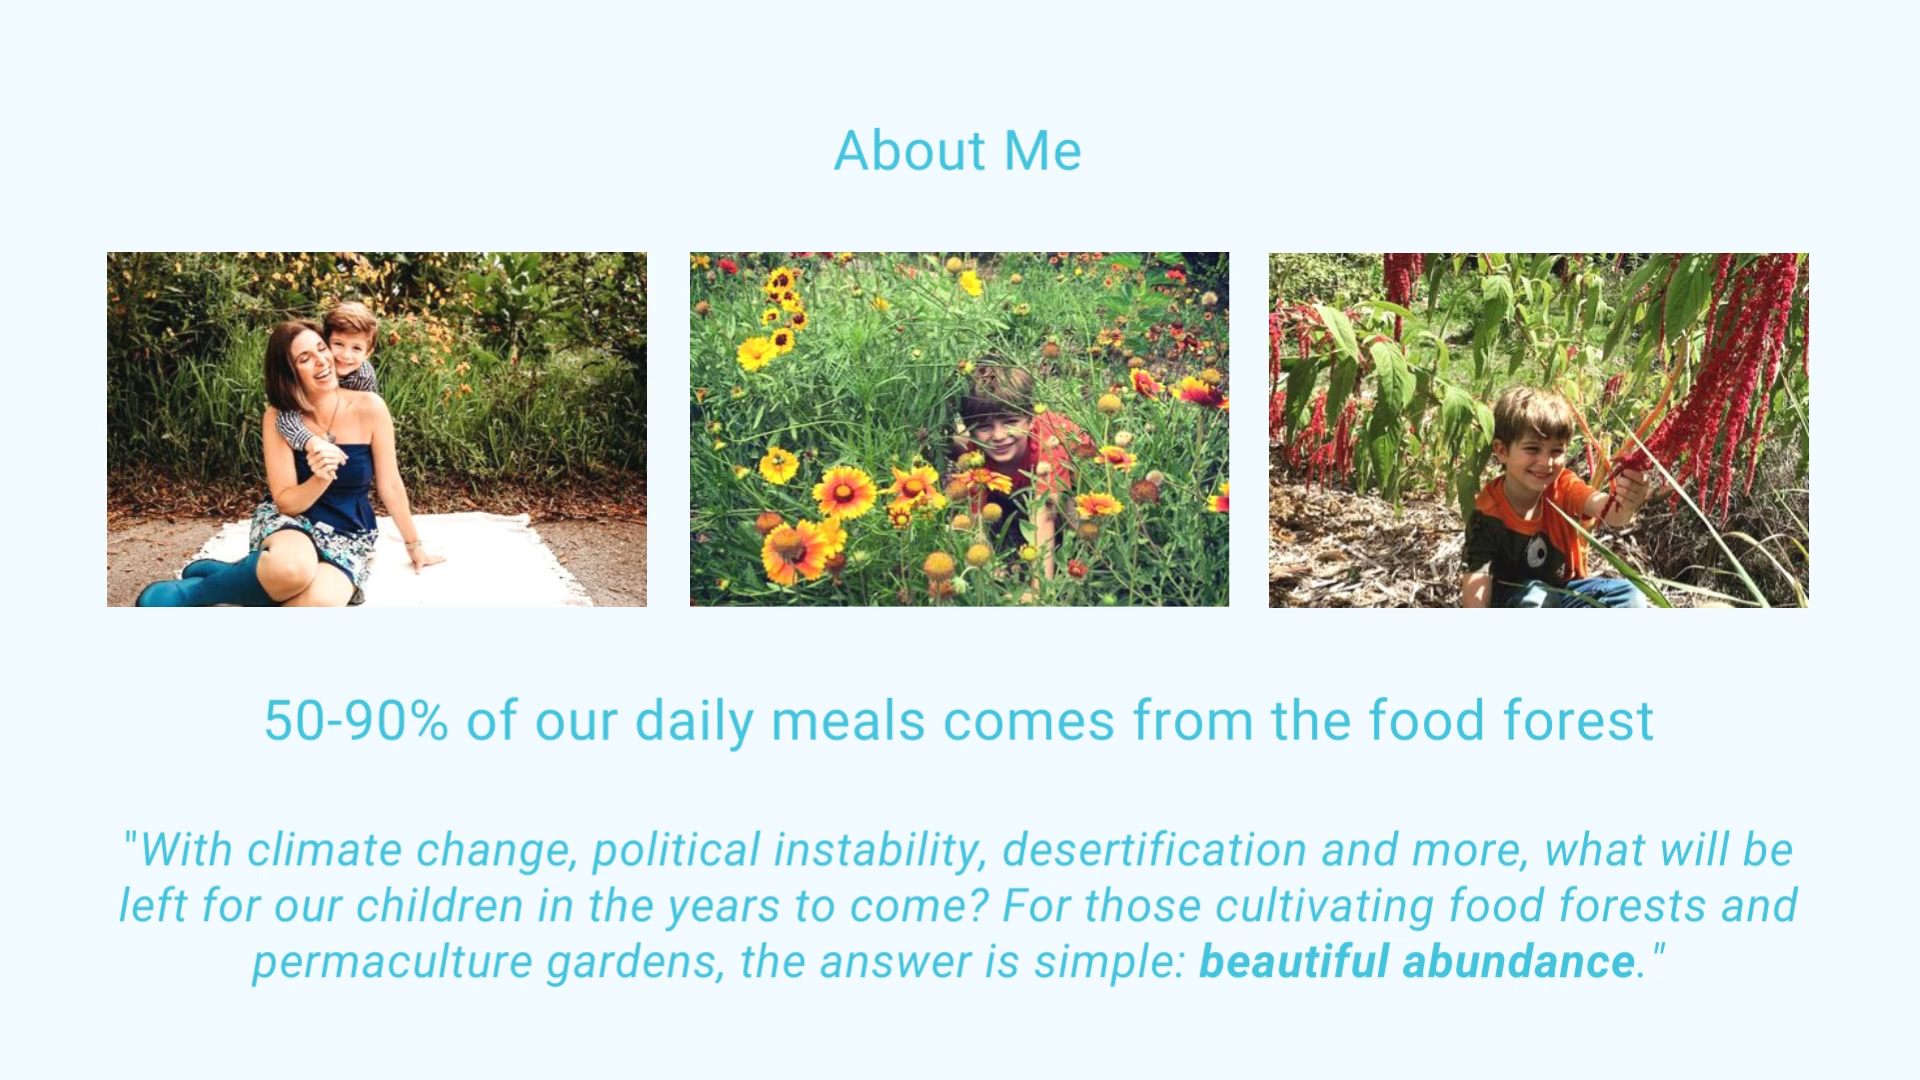 About Me
50-90% of our daily meals comes from the food forest
"With climate change, political instability, desertification and more, what will be
left for our children in the years to come? For those cultivating food forests and
permaculture gardens, the answer is simple: beautiful abundance."